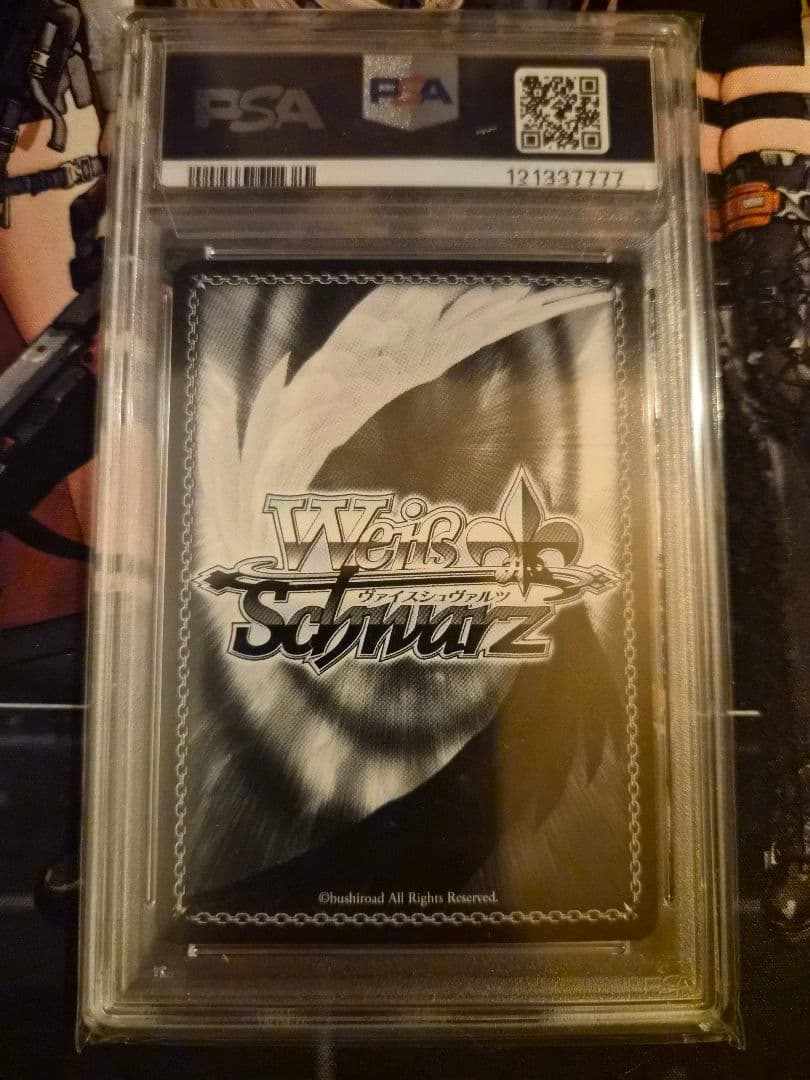 PSA
PSA
121337777
Weiß
ヴァイスシュヴァルツ
Schwarz
©bushiroad All Rights Reserved.
PSA